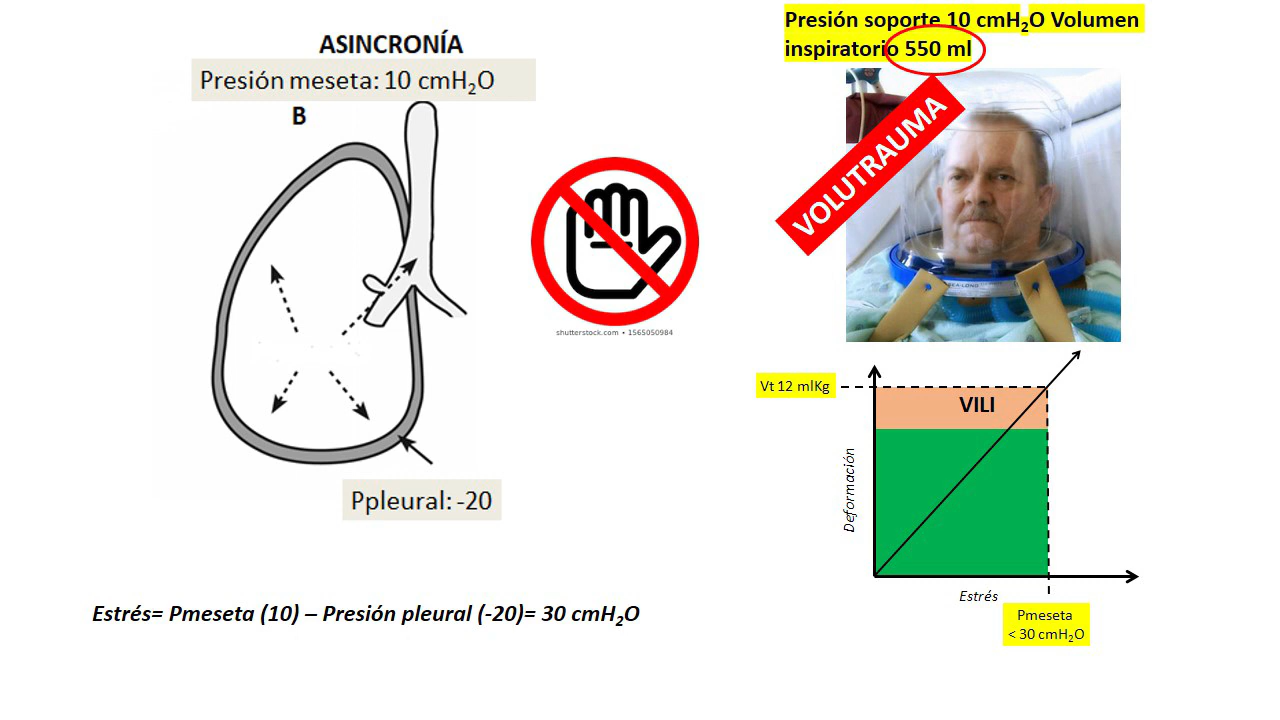 ASINCRONÍA
Presión meseta: 10 cmH₂O
B
Ppleural: -20
Estrés= Pmeseta (10) – Presión pleural (-20)= 30 cmH₂O
shutterstock.com • 1565050984
Presión soporte 10 cmH₂O Volumen
inspiratorio 550 ml
VOLUTRAUMA
Vt 12 mlKg
VILI
Deformación
Estrés
Pmeseta
< 30 cmH₂O